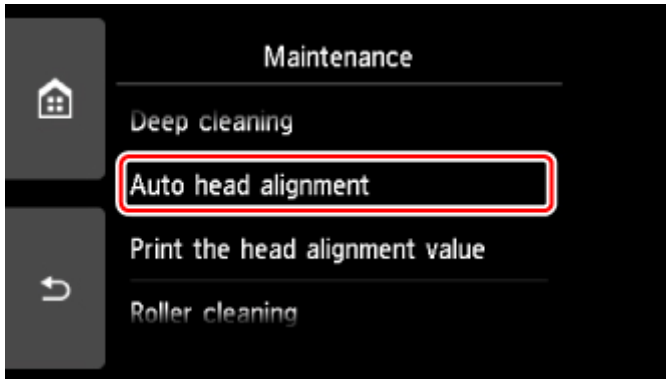 Maintenance
Deep cleaning
Auto head alignment
Print the head alignment value
Roller cleaning